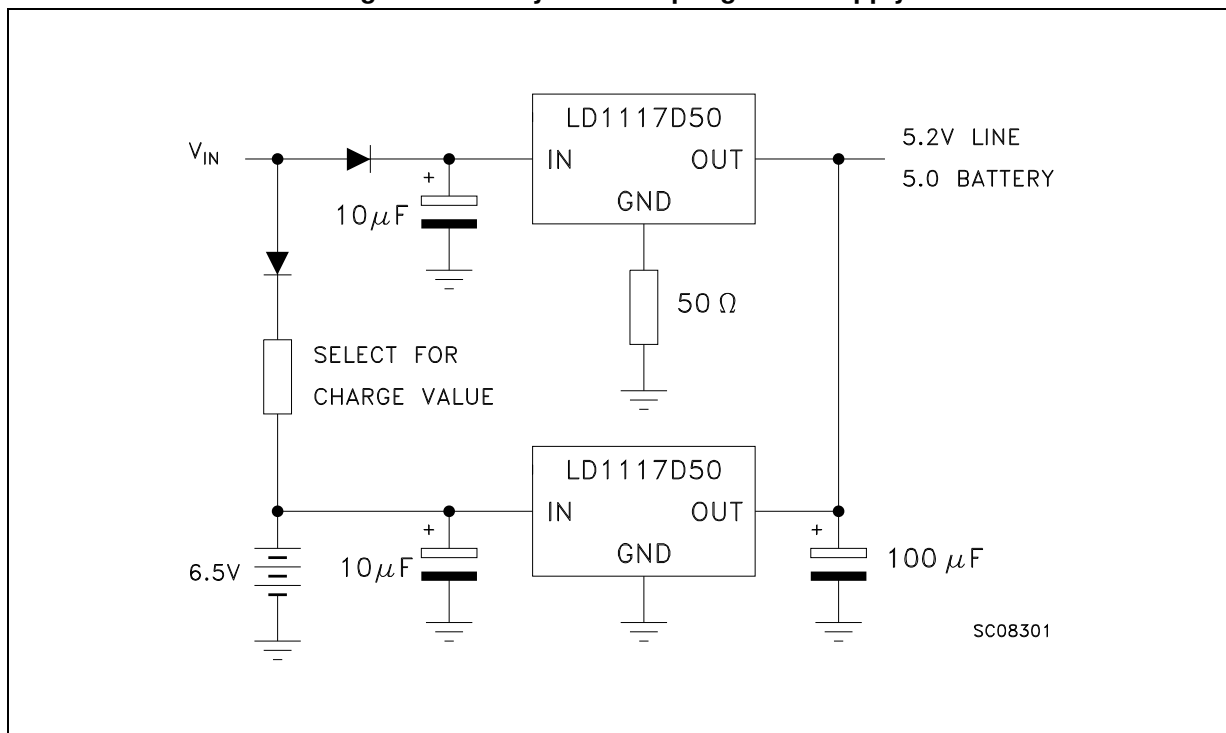 LD1117D50
V_IN
IN
OUT
5.2V LINE
5.0 BATTERY
+
10μF
GND
50 Ω
SELECT FOR
CHARGE VALUE
LD1117D50
IN
OUT
+
+
6.5V
10μF
GND
100 μF
SC08301